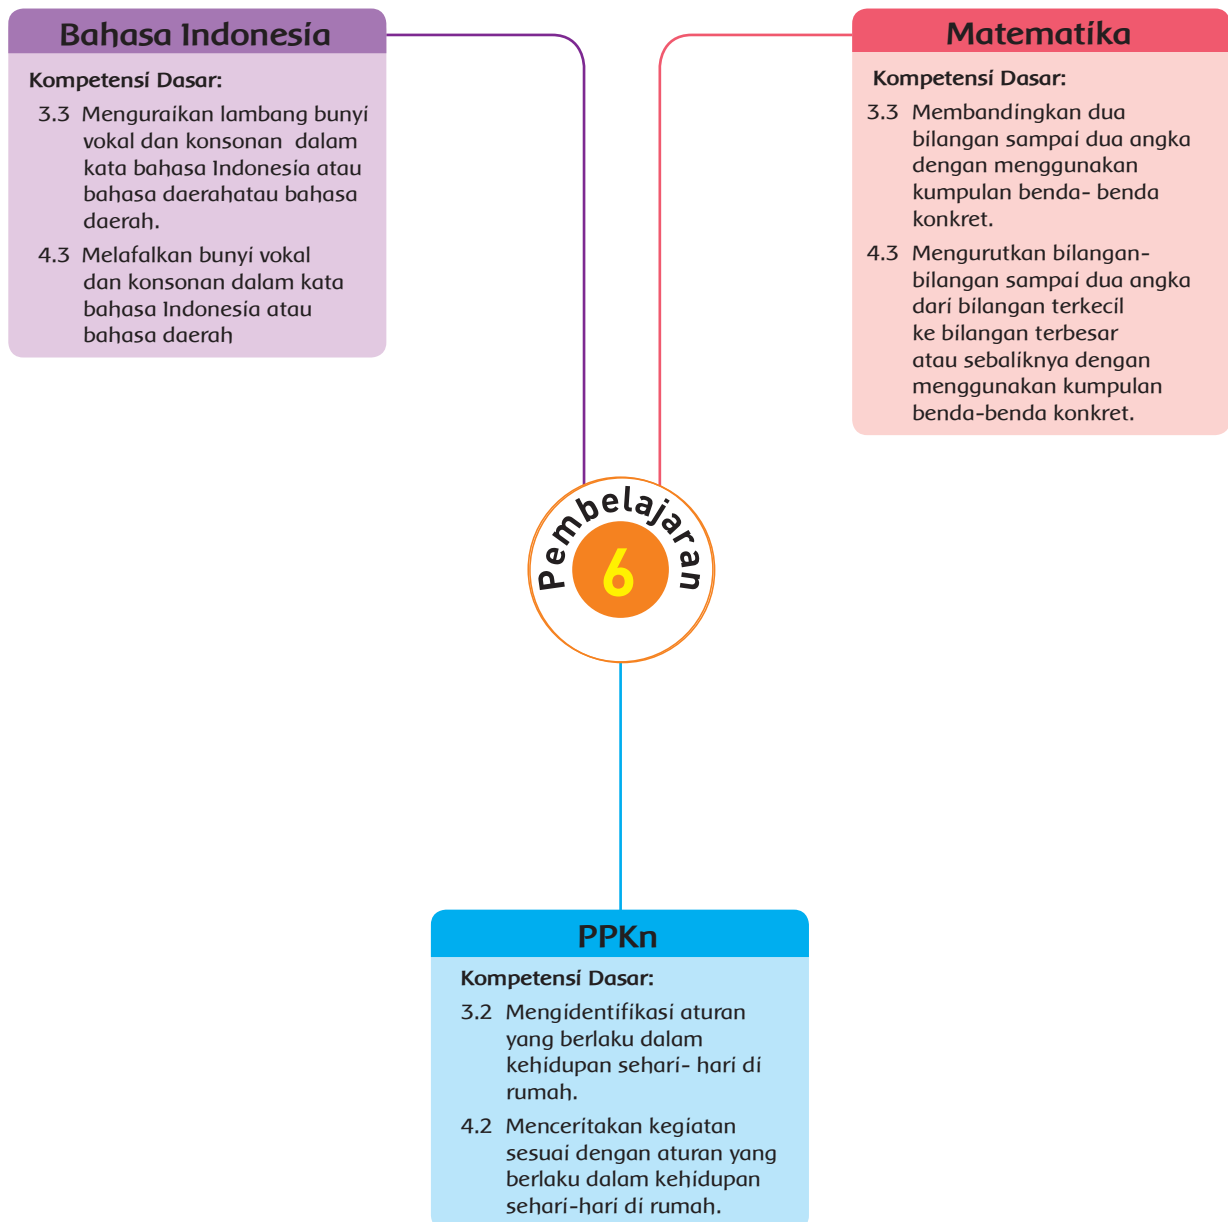 Bahasa Indonesia
Kompetensi Dasar:
3.3 Menguraikan lambang bunyi
vokal dan konsonan dalam
kata bahasa Indonesia atau
bahasa daerahatau bahasa
daerah.
4.3 Melafalkan bunyi vokal
dan konsonan dalam kata
bahasa Indonesia atau
bahasa daerah
Matematika
Kompetensi Dasar:
3.3 Membandingkan dua
bilangan sampai dua angka
dengan menggunakan
kumpulan benda- benda
konkret.
4.3 Mengurutkan bilangan-
bilangan sampai dua angka
dari bilangan terkecil
ke bilangan terbesar
atau sebaliknya dengan
menggunakan kumpulan
benda-benda konkret.
Pembelajaran
6
PPKn
Kompetensi Dasar:
3.2 Mengidentifikasi aturan
yang berlaku dalam
kehidupan sehari- hari di
rumah.
4.2 Menceritakan kegiatan
sesuai dengan aturan yang
berlaku dalam kehidupan
sehari-hari di rumah.